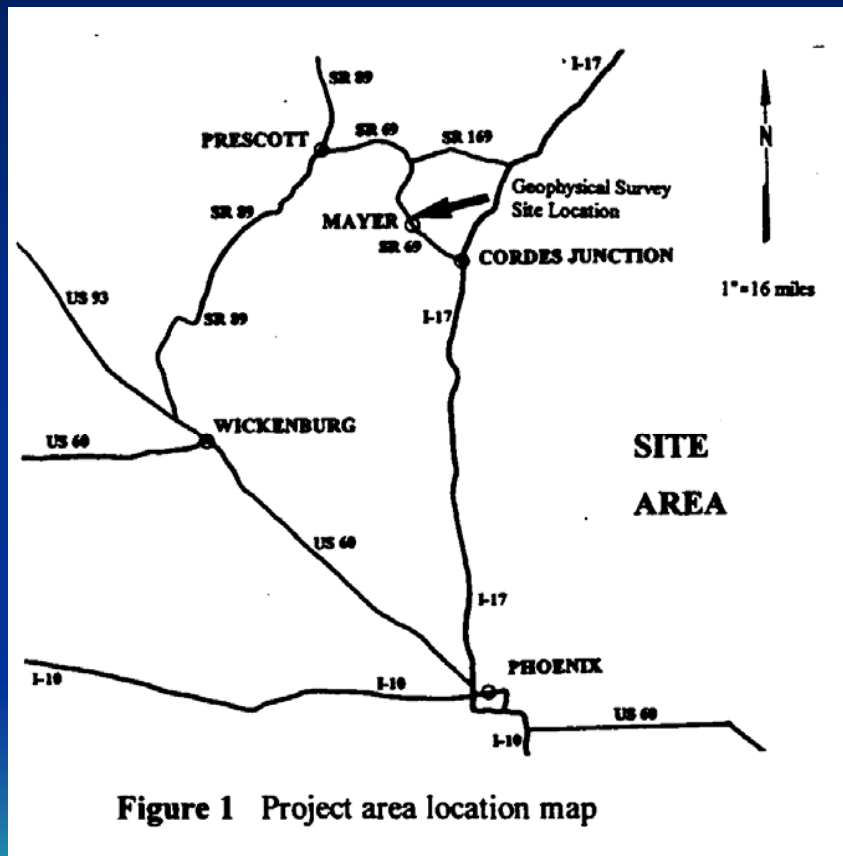 SR 89
I-17
PRESCOTT
SR 69
SR 169
N
Geophysical Survey
Site Location
SR 89
MAYER
SR 69
CORDES JUNCTION
1"=16 miles
US 93
SR 89
I-17
WICKENBURG
US 60
SITE
AREA
US 60
I-17
PHOENIX
I-10
I-10
US 60
I-10
Figure 1 Project area location map